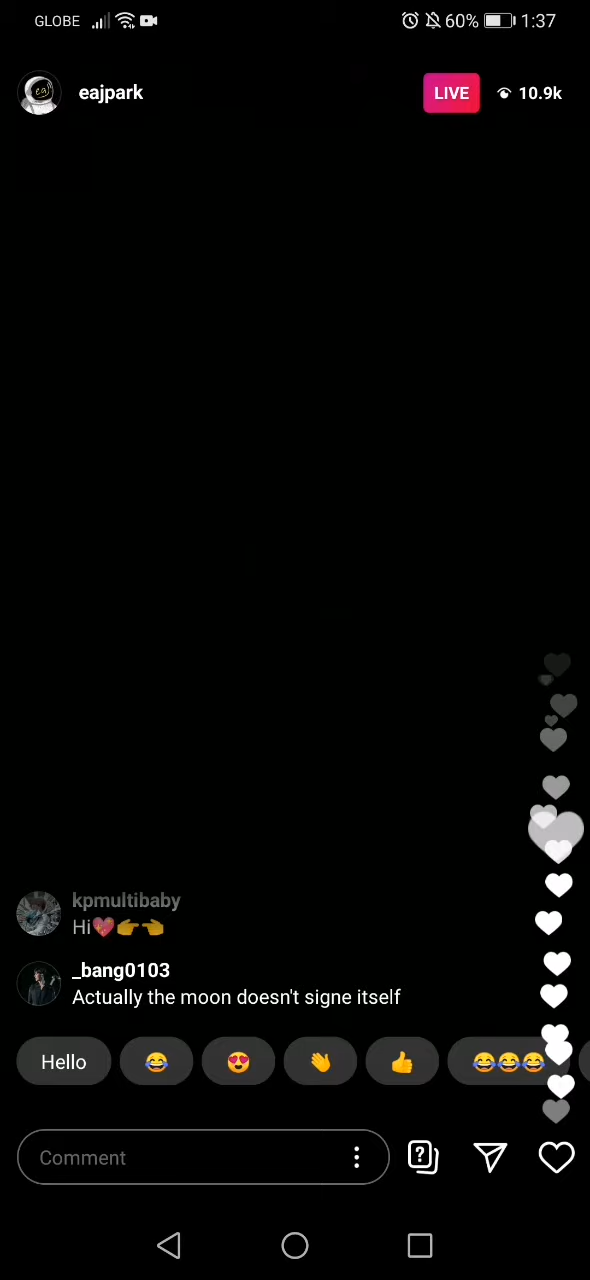 GLOBE 60% 1:37
eajpark LIVE 10.9k
kpmultibaby
Hi💖👉👈
_bang0103
Actually the moon doesn't signe itself
Hello 😂 😍 👋 👍 😂😂😂
Comment